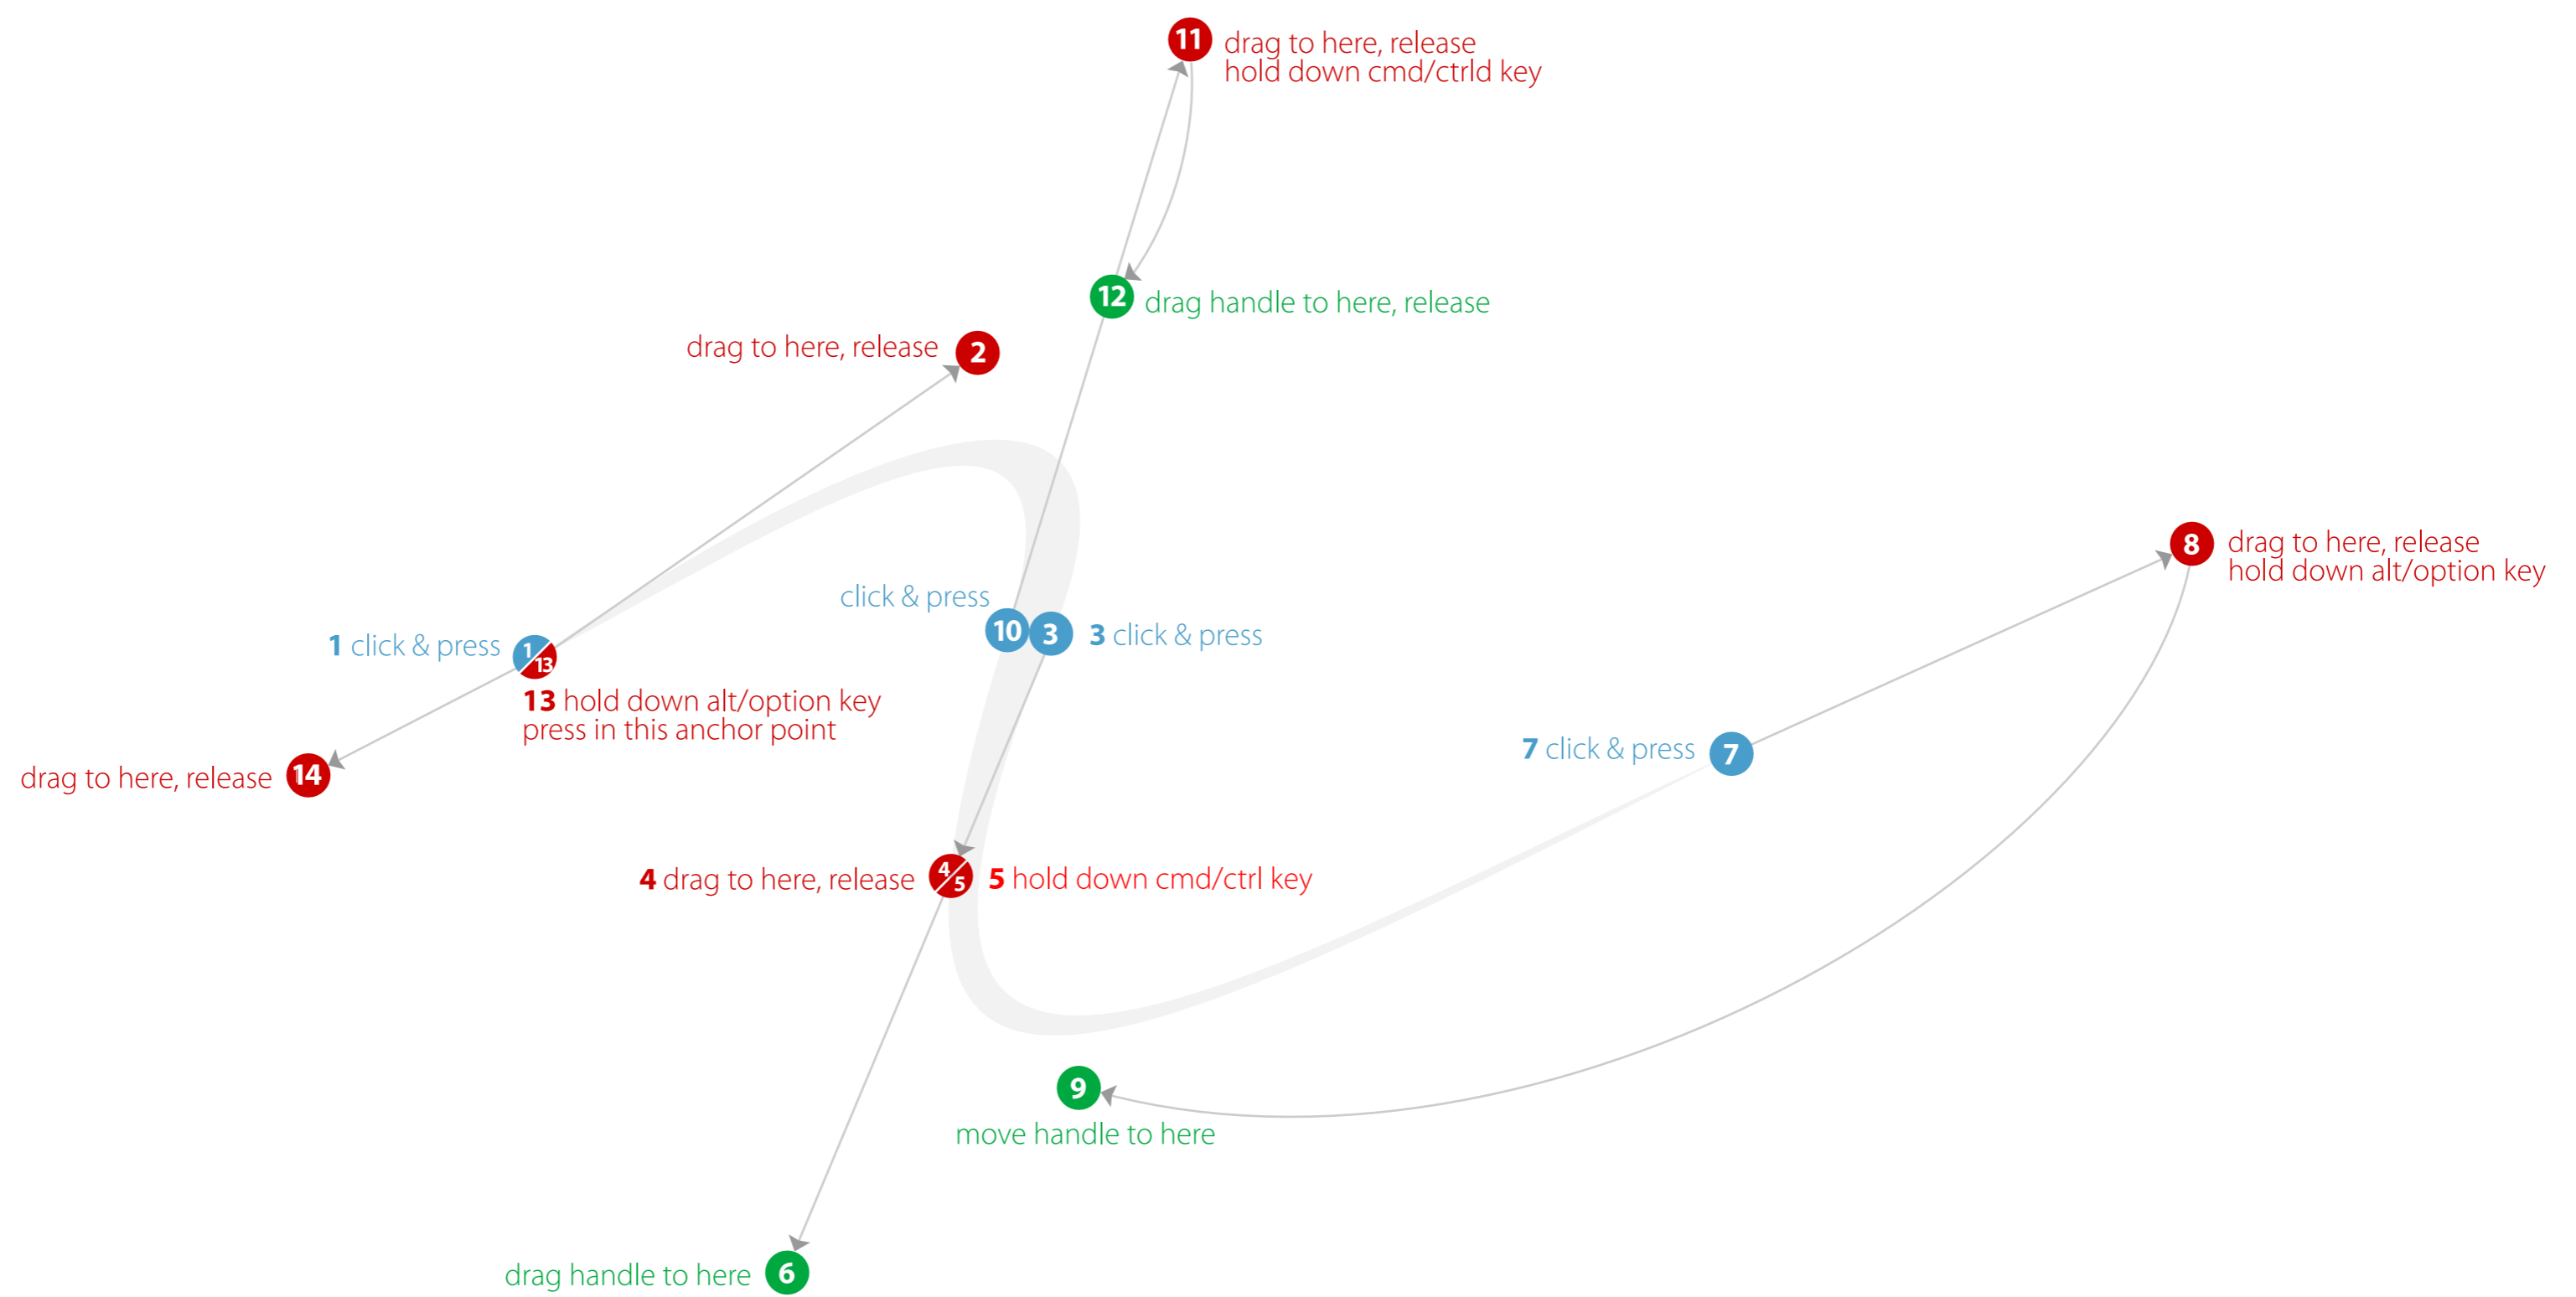 11 drag to here, release
hold down cmd/ctrld key
12 drag handle to here, release
drag to here, release 2
8 drag to here, release
hold down alt/option key
click & press
10 3 3 click & press
1 click & press 1
13
13 hold down alt/option key
press in this anchor point
7 click & press 7
drag to here, release 14
4 drag to here, release 4 5 5 hold down cmd/ctrl key
9
move handle to here
drag handle to here 6